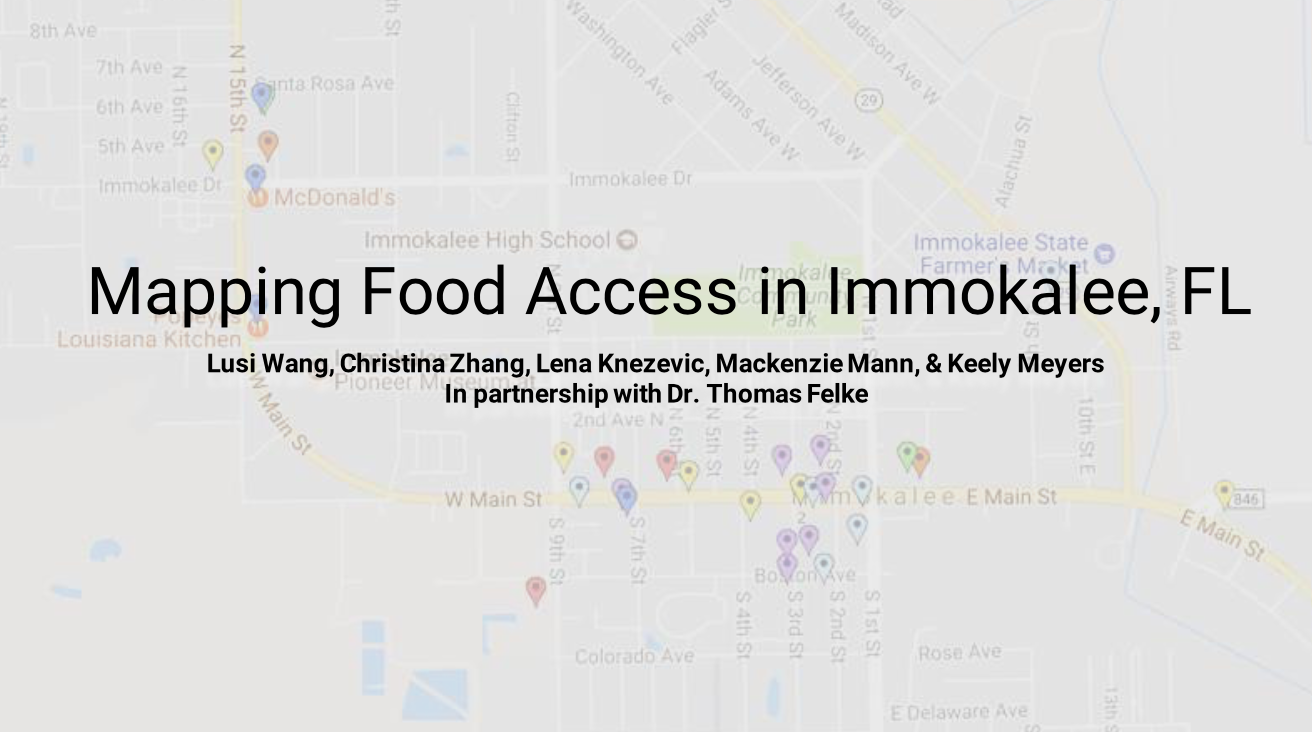 8th Ave
7th Ave
N 16th St
N 15th St
Santa Rosa Ave
6th Ave
5th Ave
Clifton St
Washington Ave
Flagler St
Madison Ave W
Jefferson Ave W
Adams Ave W
29
Alachua St
Immokalee Dr
Immokalee Dr
McDonald's
Immokalee High School
Immokalee State
Farmer's Market
Immokalee
Community
Park
Mapping Food Access in Immokalee, FL
Airways Rd
Popeyes
Louisiana Kitchen
Lusi Wang, Christina Zhang, Lena Knezevic, Mackenzie Mann, & Keely Meyers
Pioneer Museum at
In partnership with Dr. Thomas Felke
W Main St
2nd Ave N
N 6th
N 5th St
N 4th St
N 2nd St
10th St E
W Main St
Immokalee
E Main St
846
E Main St
S 9th St
S 7th St
Boston Ave
S 4th St
S 3rd St
S 2nd St
S 1st St
Colorado Ave
Rose Ave
E Delaware Ave
13th St